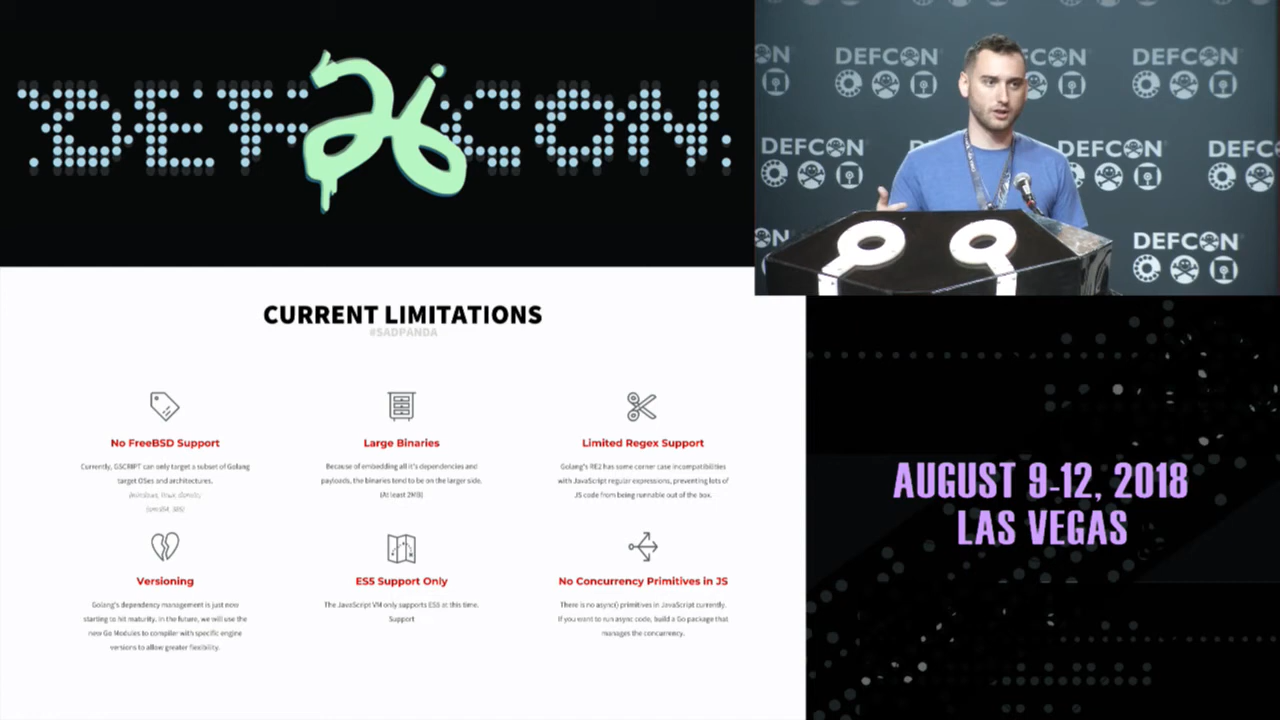 DEF 26 CON
DEFCON
DEFCON
DEFCON
DEFCON
DEFCON
DEFCON
DEFCON
CURRENT LIMITATIONS
#SADPANDA
No FreeBSD Support
Currently, GSCRIPT can only target a subset of Golang
target OSes and architectures.
(windows, linux, darwin)
(amd64, 386)
Large Binaries
Because of embedding all it's dependencies and
payloads, the binaries tend to be on the larger side.
(At least 2MB)
Limited Regex Support
Golang's RE2 has some corner case incompatibilities
with JavaScript regular expressions, preventing lots of
JS code from being runnable out of the box.
Versioning
Golang's dependency management is just now
starting to hit maturity. In the future, we will use the
new Go Modules to compiler with specific engine
versions to allow greater flexibility.
ES5 Support Only
The JavaScript VM only supports ES5 at this time.
Support
No Concurrency Primitives in JS
There is no async() primitives in JavaScript currently.
If you want to run async code, build a Go package that
manages the concurrency.
AUGUST 9-12, 2018
LAS VEGAS